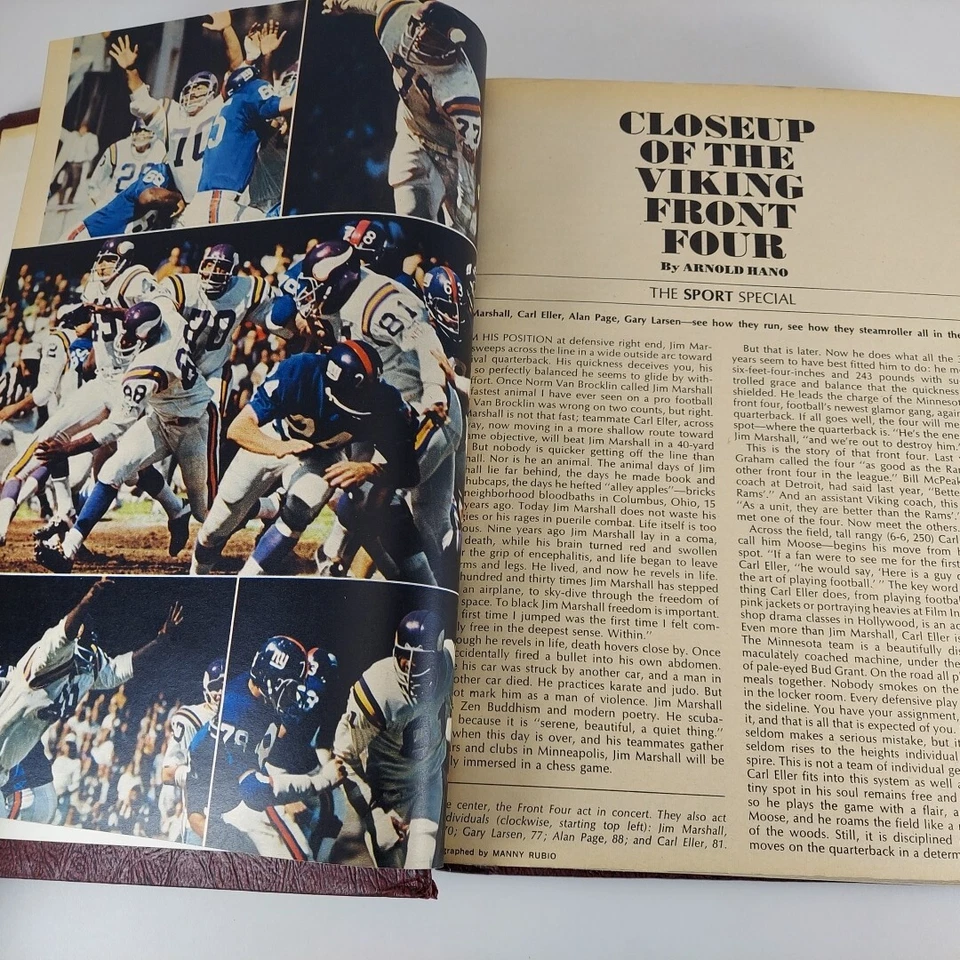 CLOSEUP
OF THE
VIKING
FRONT
FOUR
By ARNOLD HANO
THE SPORT SPECIAL
Marshall, Carl Eller, Alan Page, Gary Larsen—see how they run, see how they steamroller all in the
HIS POSITION at defensive right end, Jim Mar-
sweeps across the line in a wide outside arc toward
val quarterback. His quickness deceives you, his
so perfectly balanced he seems to glide by with-
fort. Once Norm Van Brocklin called Jim Marshall
fastest animal I have ever seen on a pro football
Van Brocklin was wrong on two counts, but right.
arshall is not that fast; teammate Carl Eller, across
ay, now moving in a more shallow route toward
me objective, will beat Jim Marshall in a 40-yard
But nobody is quicker getting off the line than
hall. Nor is he an animal. The animal days of Jim
hall lie far behind, the days he made book and
ubcaps, the days he hefted "alley apples"—bricks
neighborhood bloodbaths in Columbus, Ohio, 15
years ago. Today Jim Marshall does not waste his
gies or his rages in puerile combat. Life itself is too
ous. Nine years ago Jim Marshall lay in a coma,
death, while his brain turned red and swollen
r the grip of encephalitis, and life began to leave
rms and legs. He lived, and now he revels in life.
hundred and thirty times Jim Marshall has stepped
an airplane, to sky-dive through the freedom of
space. To black Jim Marshall freedom is important.
first time I jumped was the first time I felt com-
ly free in the deepest sense. Within."
ough he revels in life, death hovers close by. Once
cidentally fired a bullet into his own abdomen.
his car was struck by another car, and a man in
other car died. He practices karate and judo. But
ot mark him as a man of violence. Jim Marshall
Zen Buddhism and modern poetry. He scuba-
because it is "serene, beautiful, a quiet thing."
when this day is over, and his teammates gather
ars and clubs in Minneapolis, Jim Marshall will be
ly immersed in a chess game.
e center, the Front Four act in concert. They also act
dividuals (clockwise, starting top left): Jim Marshall,
70; Gary Larsen, 77; Alan Page, 88; and Carl Eller, 81.
graphed by MANNY RUBIO
But that is later. Now he does what all the
years seem to have best fitted him to do: he m
six-feet-four-inches and 243 pounds with su
trolled grace and balance that the quickness
shielded. He leads the charge of the Minnesot
front four, football's newest glamor gang, again
quarterback. If all goes well, the four will me
spot—where the quarterback is. "He's the ene
Jim Marshall, "and we're out to destroy him."
This is the story of that front four. Last
Graham called the four "as good as the Ra
other front four in the league." Bill McPeak
coach at Detroit, had said last year, "Bette
Rams'." And an assistant Viking coach, this
"As a unit, they are better than the Rams'."
met one of the four. Now meet the others.
Across the field, tall rangy (6-6, 250) Carl
call him Moose—begins his move from h
spot. "If a fan were to see me for the first
Carl Eller, "he would say, 'Here is a guy
the art of playing football.' " The key word
thing Carl Eller does, from playing footba
pink jackets or portraying heavies at Film In
shop drama classes in Hollywood, is an ac
Even more than Jim Marshall, Carl Eller is
The Minnesota team is a beautifully dis
maculately coached machine, under the
of pale-eyed Bud Grant. On the road all p
meals together. Nobody smokes on the
in the locker room. Every defensive play
the sideline. You have your assignment,
it, and that is all that is expected of you.
seldom makes a serious mistake, but it
seldom rises to the heights individual
spire. This is not a team of individual ge
Carl Eller fits into this system as well a
tiny spot in his soul remains free and
so he plays the game with a flair, a
Moose, and he roams the field like a
of the woods. Still, it is disciplined
moves on the quarterback in a determ